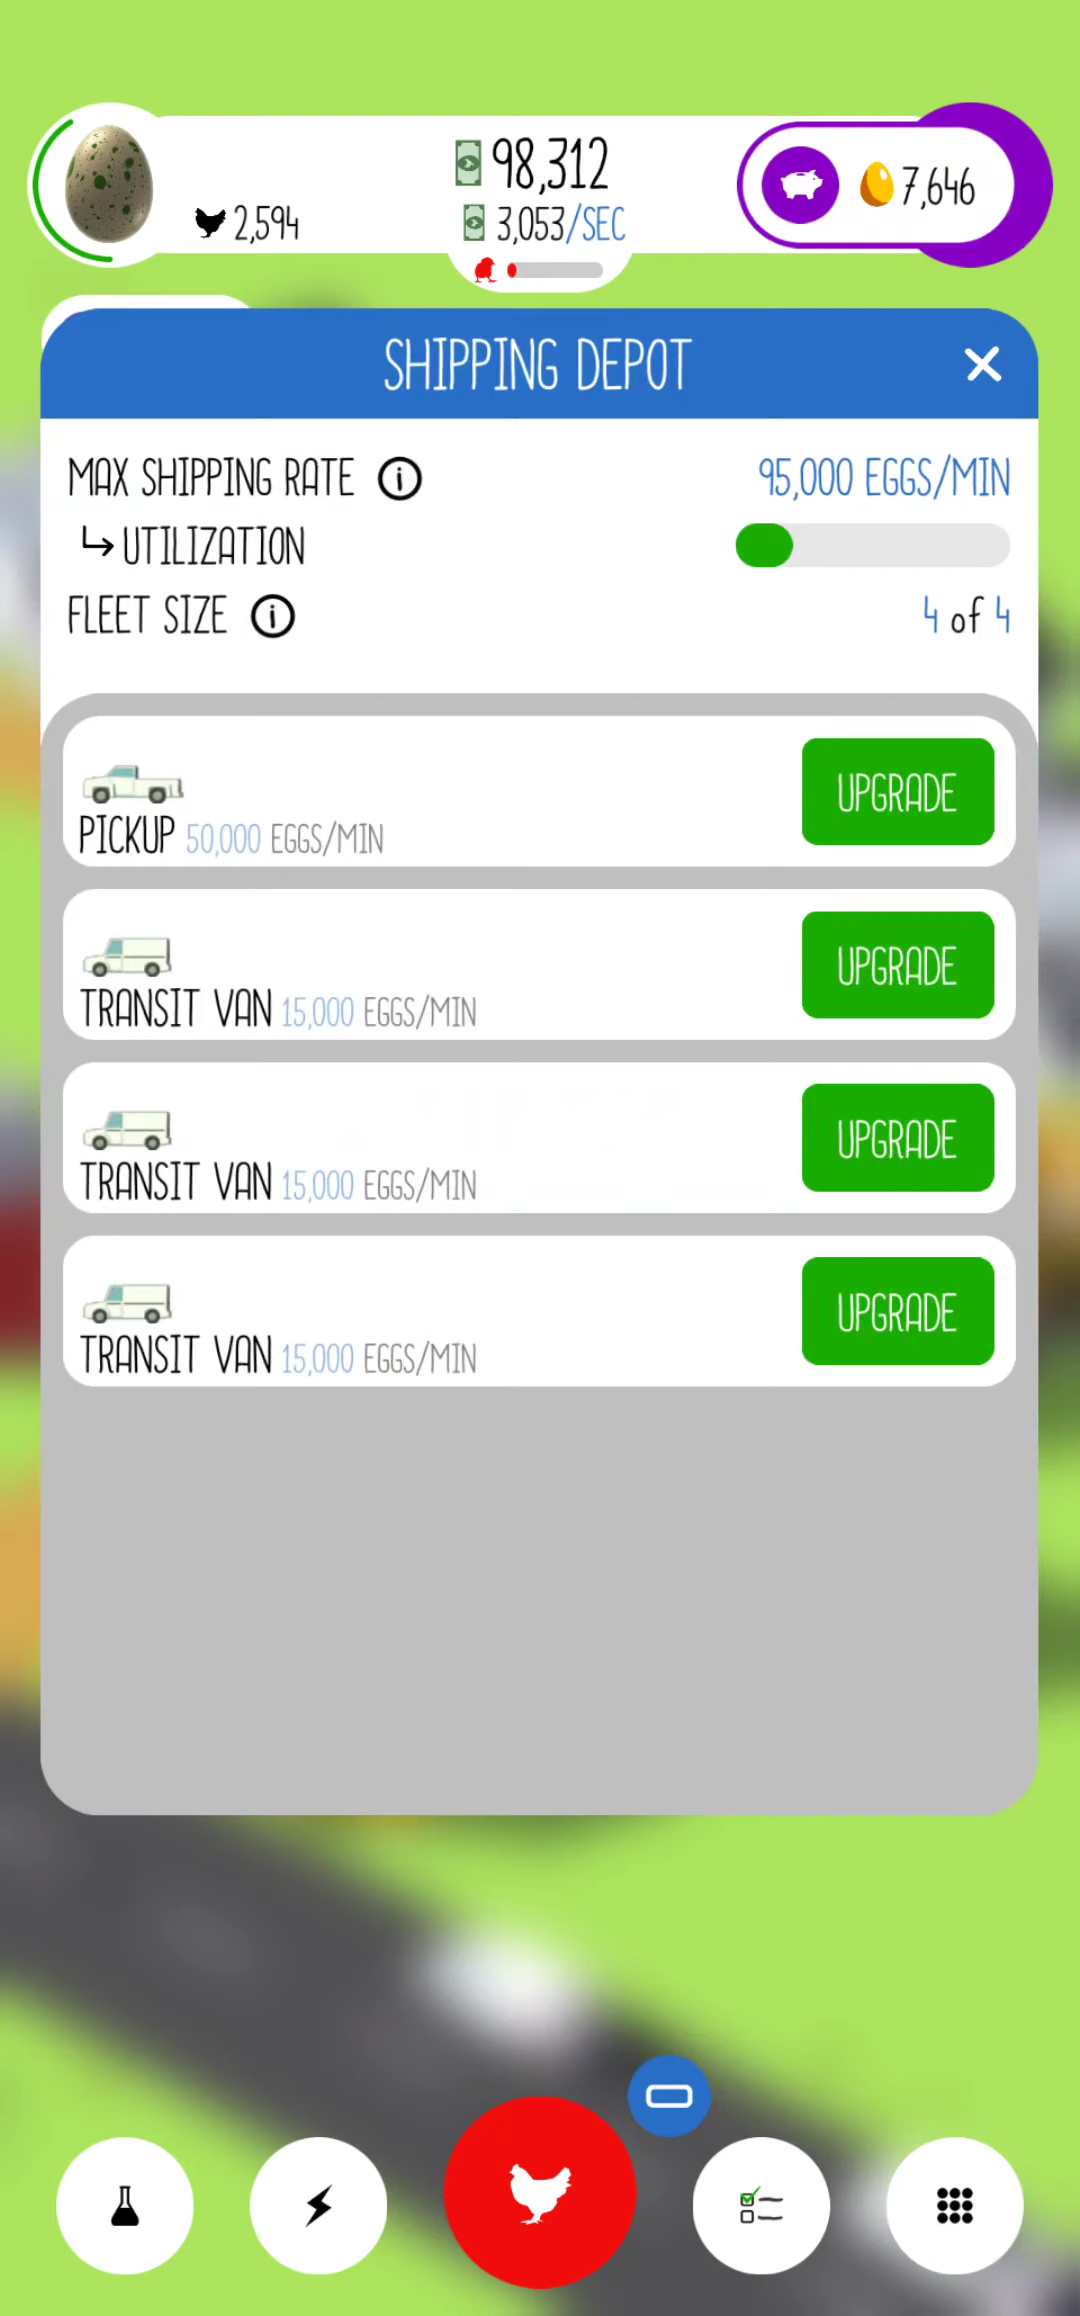 98,312
7,646
2,594
3,053/SEC
SHIPPING DEPOT
MAX SHIPPING RATE 95,000 EGGS/MIN
UTILIZATION
FLEET SIZE 4 of 4
UPGRADE
PICKUP 50,000 EGGS/MIN
UPGRADE
TRANSIT VAN 15,000 EGGS/MIN
UPGRADE
TRANSIT VAN 15,000 EGGS/MIN
UPGRADE
TRANSIT VAN 15,000 EGGS/MIN